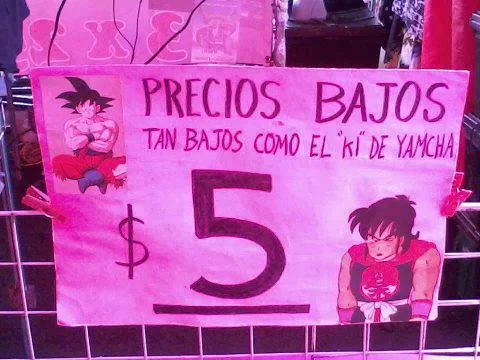 PRECIOS BAJOS
TAN BAJOS COMO EL "KI" DE YAMCHA
$ 5